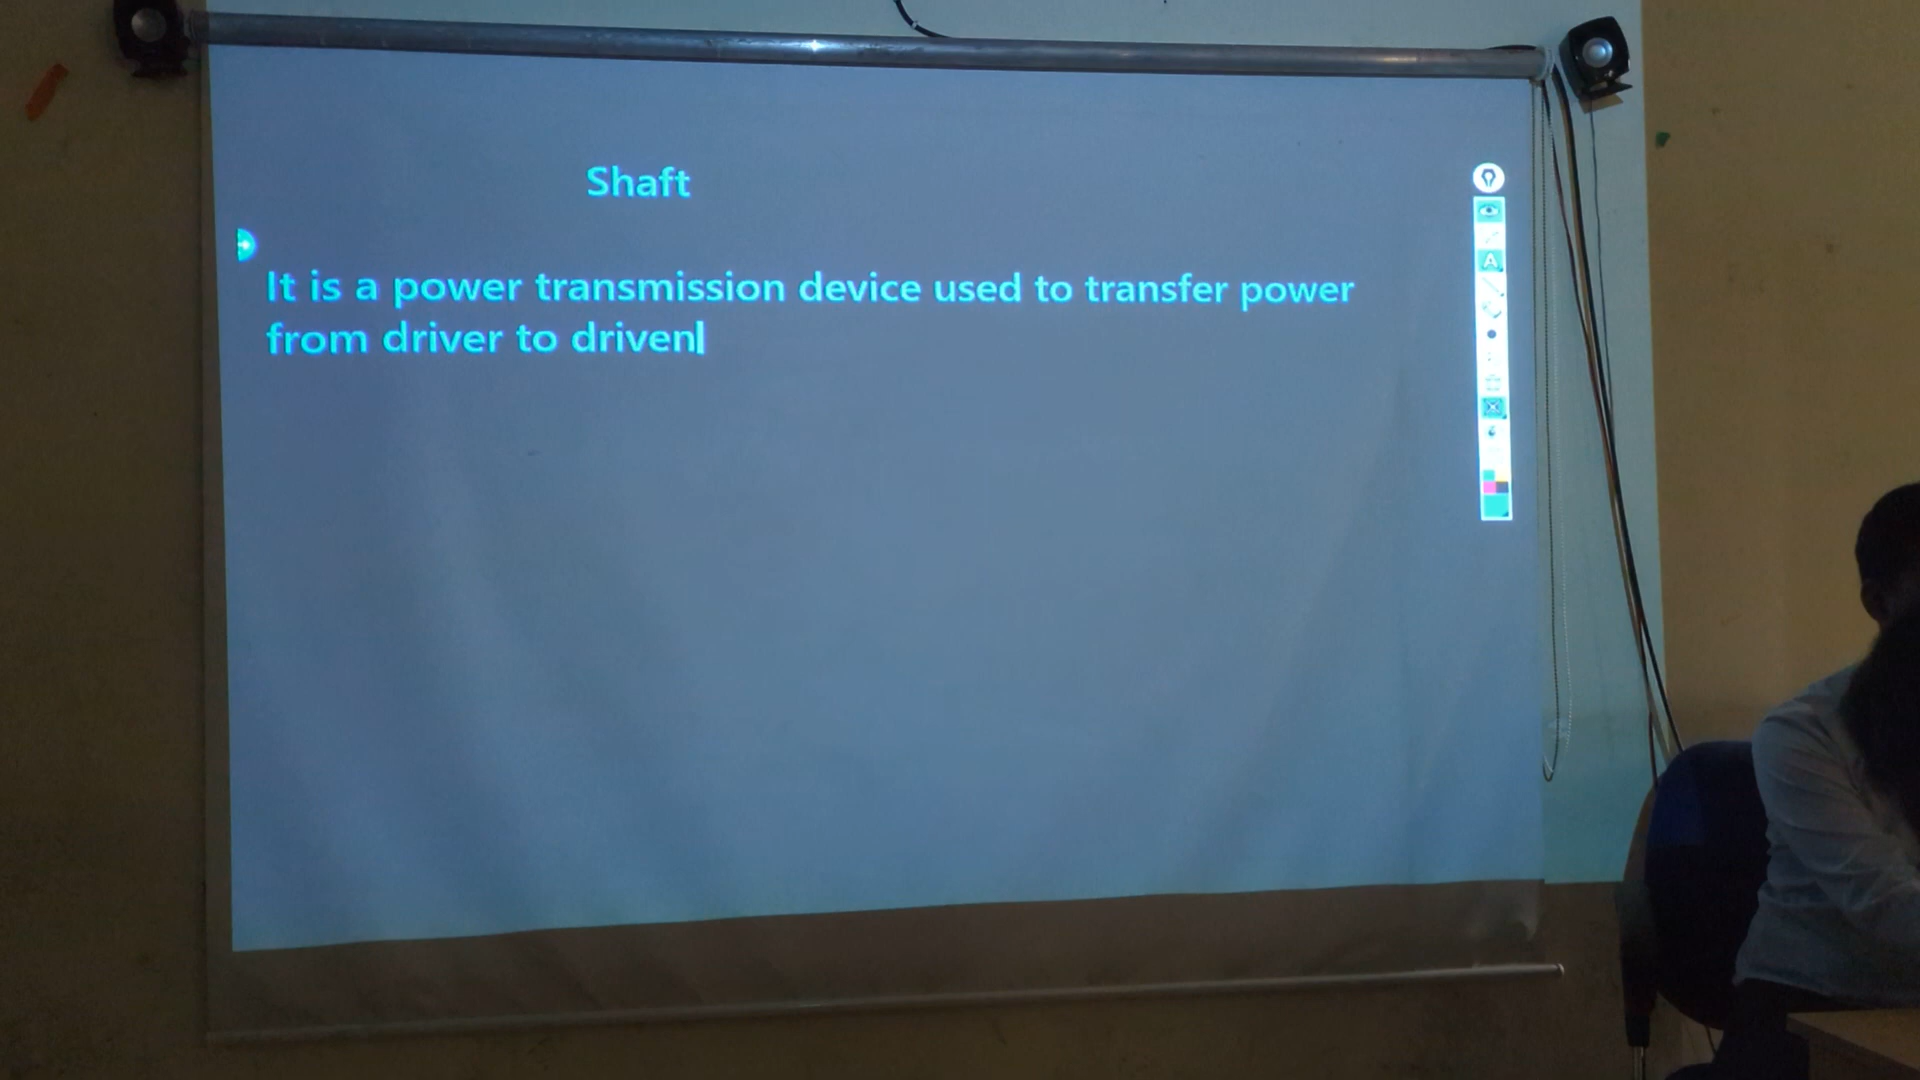 Shaft
It is a power transmission device used to transfer power
from driver to driven